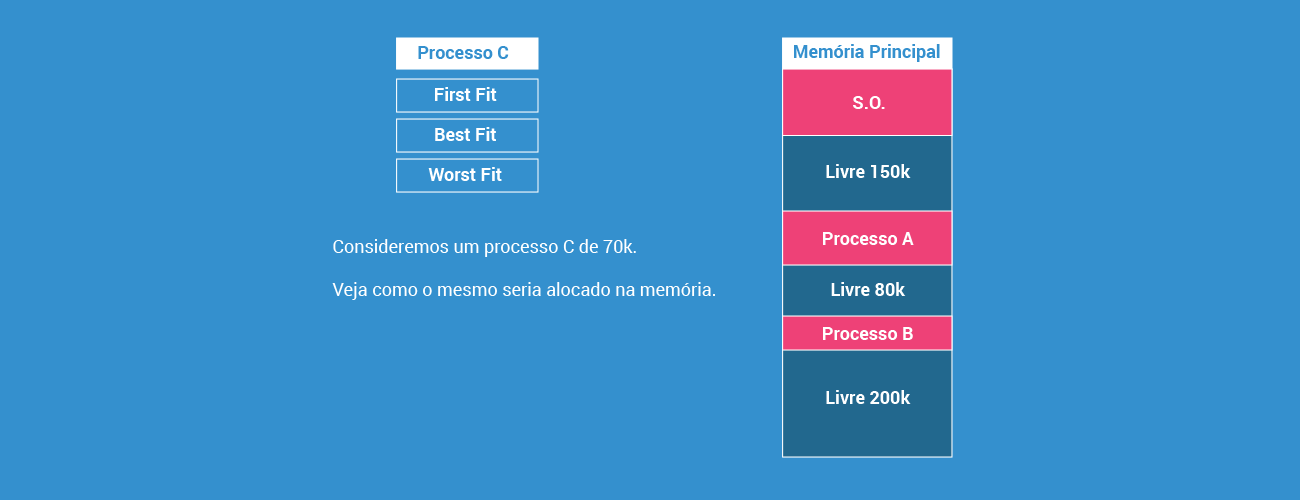 Processo C
First Fit
Best Fit
Worst Fit
Consideremos um processo C de 70k.
Veja como o mesmo seria alocado na memória.
Memória Principal
S.O.
Livre 150k
Processo A
Livre 80k
Processo B
Livre 200k